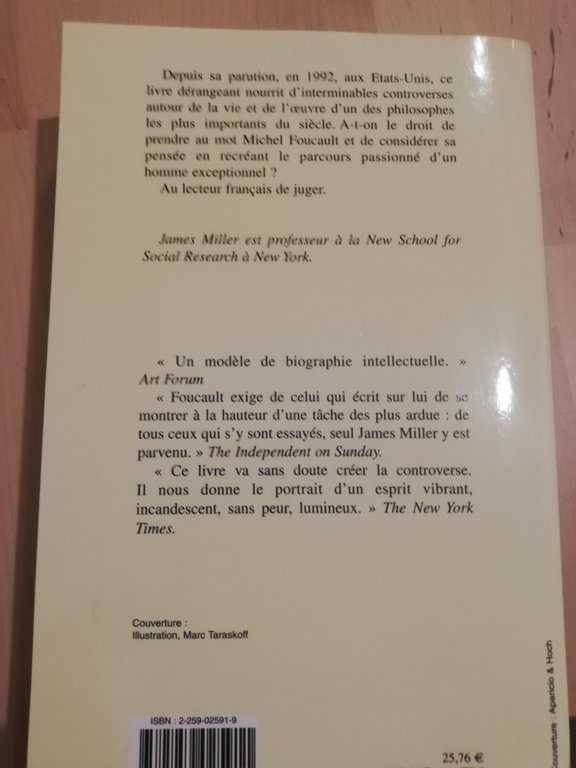 Depuis sa parution, en 1992, aux Etats-Unis, ce
livre dérangeant nourrit d'interminables controverses
autour de la vie et de l'œuvre d'un des philosophes
les plus importants du siècle. A-t-on le droit de
prendre au mot Michel Foucault et de considérer sa
pensée en recréant le parcours passionné d'un
homme exceptionnel ?
Au lecteur français de juger.
James Miller est professeur à la New School for
Social Research à New York.
« Un modèle de biographie intellectuelle. »
Art Forum
« Foucault exige de celui qui écrit sur lui de se
montrer à la hauteur d'une tâche des plus ardue : de
tous ceux qui s'y sont essayés, seul James Miller y est
parvenu. » The Independent on Sunday.
« Ce livre va sans doute créer la controverse.
Il nous donne le portrait d'un esprit vibrant,
incandescent, sans peur, lumineux. » The New York
Times.
Couverture :
Illustration, Marc Taraskoff
ISBN : 2-259-02591-9
25,76 €
Couverture : Aparicio & Hoch